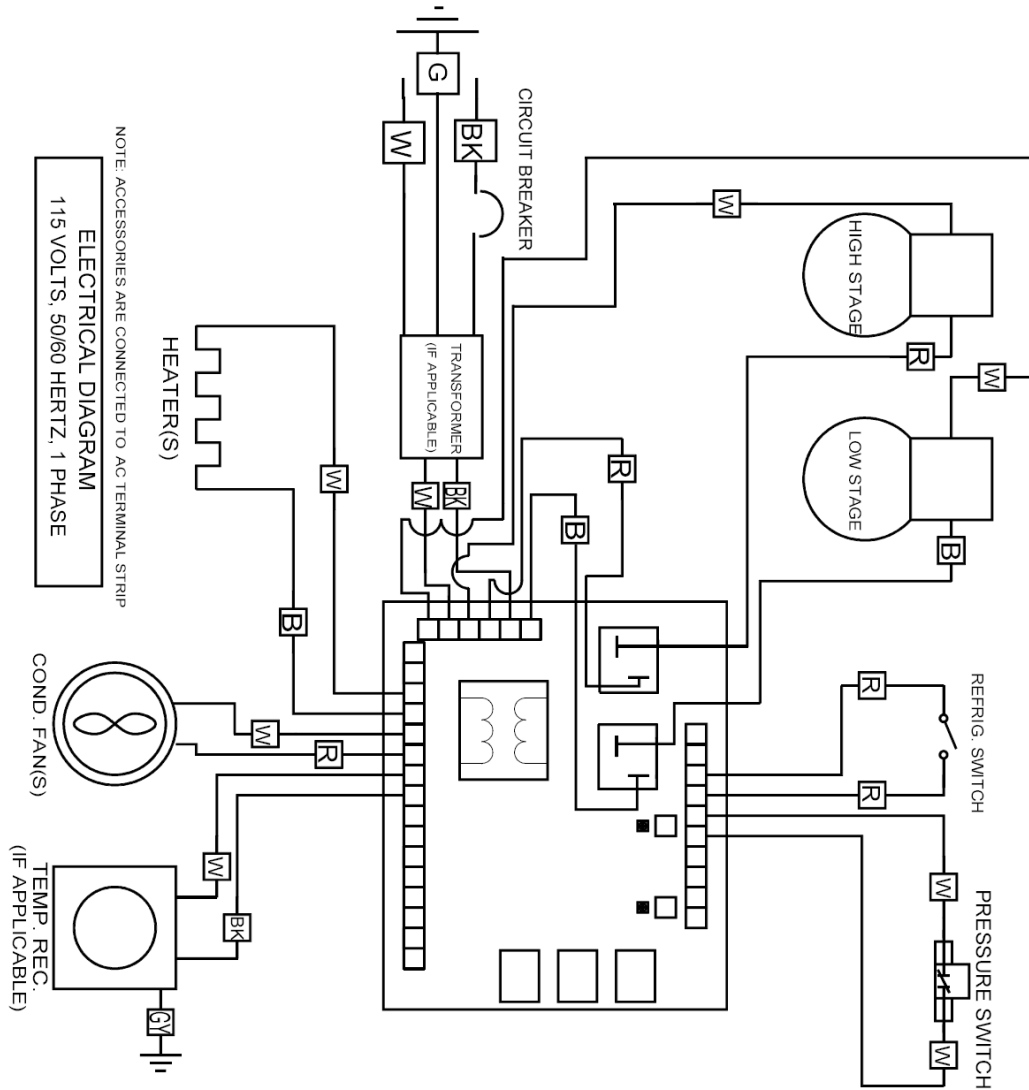 G
W
BK
CIRCUIT BREAKER
W
HIGH STAGE
R
W
LOW STAGE
B
TRANSFORMER
(IF APPLICABLE)
W
BK
R
B
HEATER(S)
W
B
NOTE: ACCESSORIES ARE CONNECTED TO AC TERMINAL STRIP
ELECTRICAL DIAGRAM
115 VOLTS, 50/60 HERTZ, 1 PHASE
COND. FAN(S)
W
R
TEMP. REC.
(IF APPLICABLE)
W
BK
GY
REFRIG. SWITCH
R
R
PRESSURE SWITCH
W
W